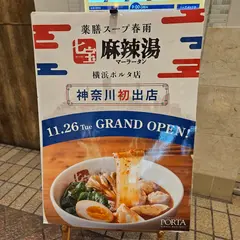 薬膳スープ春雨
七宝 麻辣湯
マーラータン
横浜ポルタ店
神奈川初出店
11.26 Tue GRAND OPEN!
PORTA